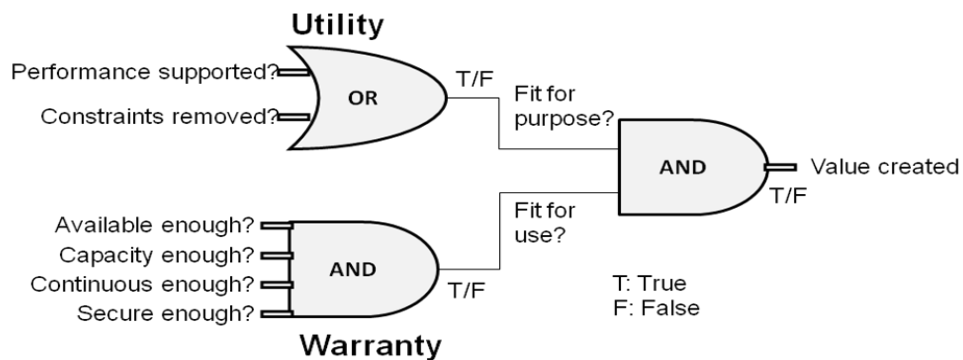 Utility
Performance supported?
Constraints removed?
OR
T/F
Fit for
purpose?
AND
Value created
T/F
Available enough?
Capacity enough?
Continuous enough?
Secure enough?
AND
T/F
Fit for
use?
T: True
F: False
Warranty